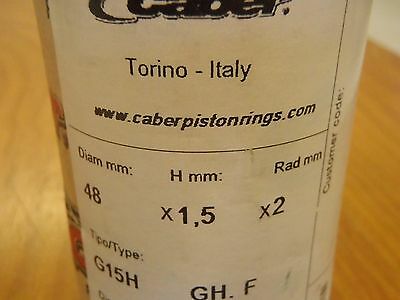 Caber
Torino - Italy
www.caberpistonrings.com
Diam mm: H mm: Rad mm
48 x1,5 x2
Tipo/Type:
G15H GH. F
Customer code: